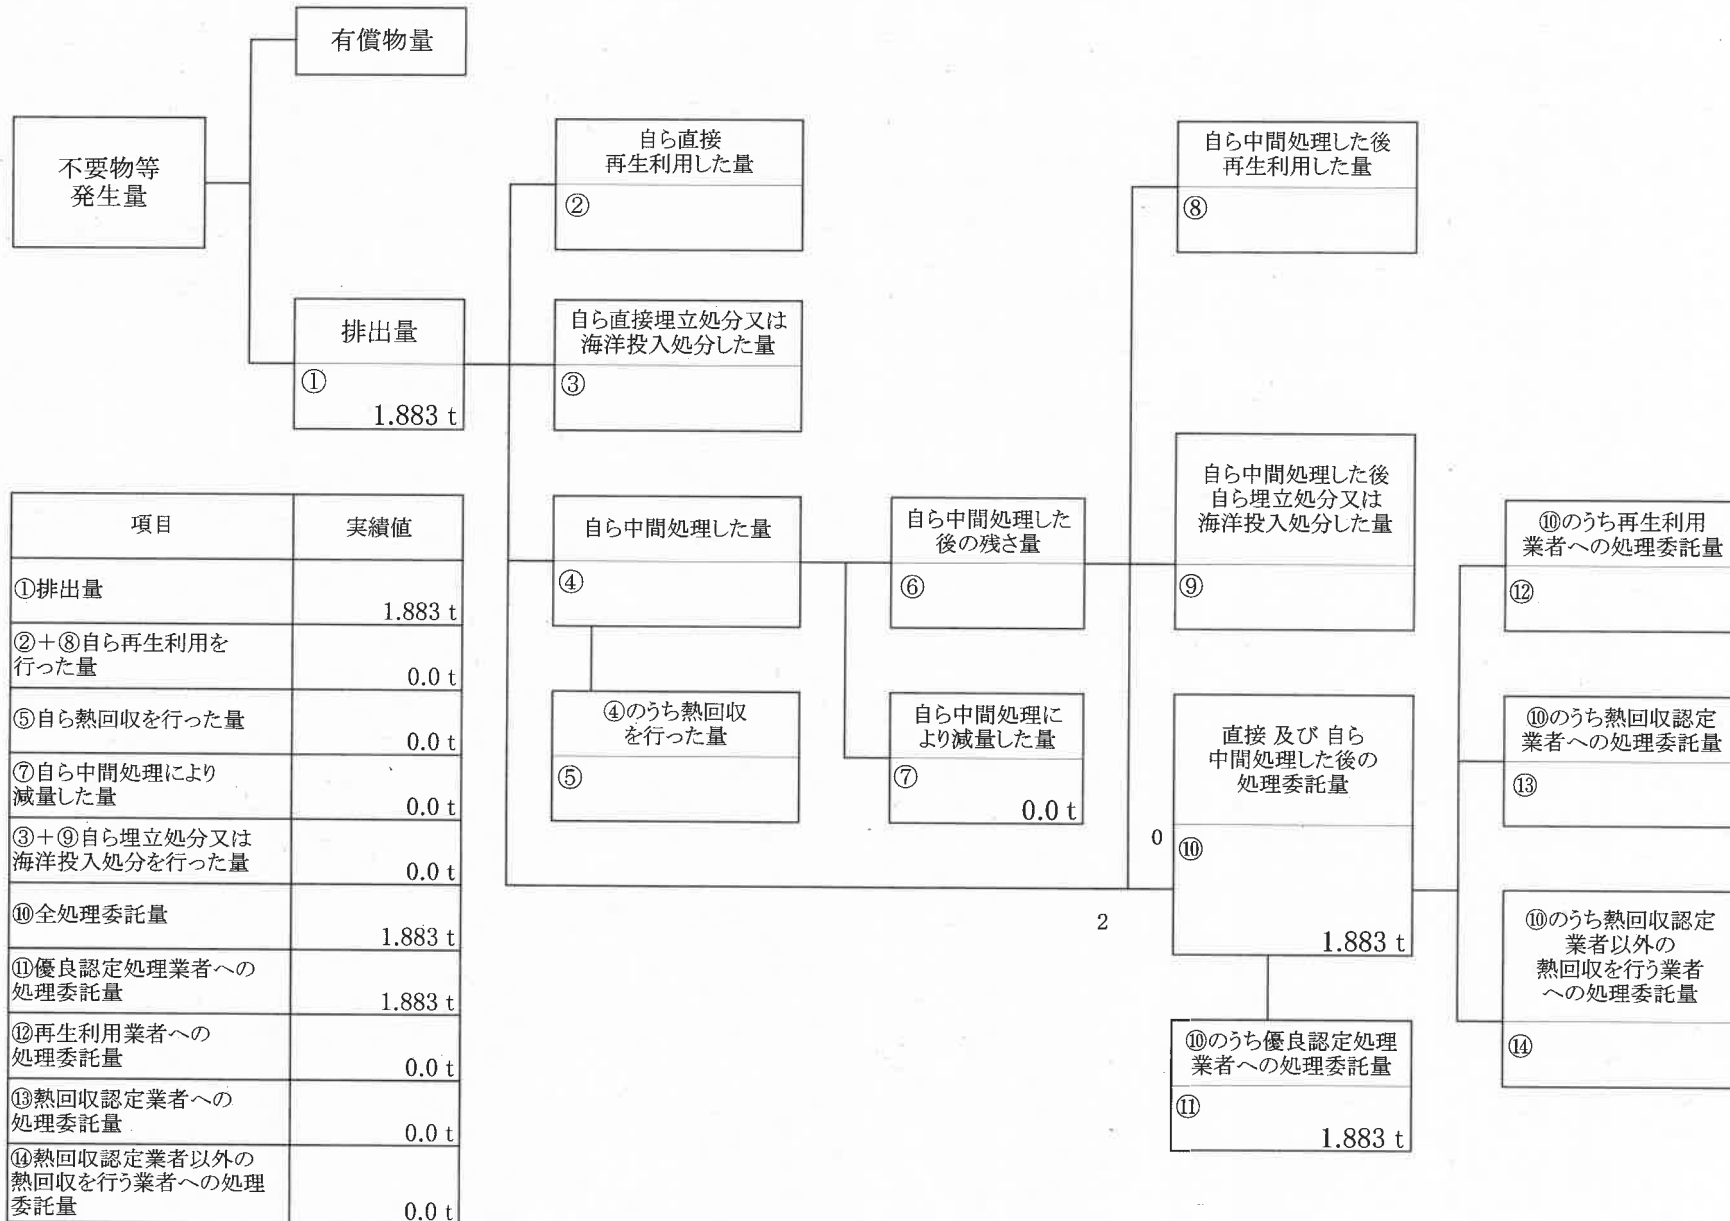 有償物量
不要物等
発生量
排出量
①
1.883 t
自ら直接
再生利用した量
②
自ら直接埋立処分又は
海洋投入処分した量
③
自ら中間処理した量
④
④のうち熱回収
を行った量
⑤
自ら中間処理した
後の残さ量
⑥
自ら中間処理に
より減量した量
⑦
0.0 t
自ら中間処理した後
再生利用した量
⑧
自ら中間処理した後
自ら埋立処分又は
海洋投入処分した量
⑨
直接 及び 自ら
中間処理した後の
処理委託量
0
⑩
2
1.883 t
⑩のうち優良認定処理
業者への処理委託量
⑪
1.883 t
⑩のうち再生利用
業者への処理委託量
⑫
⑩のうち熱回収認定
業者への処理委託量
⑬
⑩のうち熱回収認定
業者以外の
熱回収を行う業者
への処理委託量
⑭
項目 実績値
①排出量
1.883 t
②+⑧自ら再生利用を
行った量
0.0 t
⑤自ら熱回収を行った量
0.0 t
⑦自ら中間処理により
減量した量
0.0 t
③+⑨自ら埋立処分又は
海洋投入処分を行った量
0.0 t
⑩全処理委託量
1.883 t
⑪優良認定処理業者への
処理委託量
1.883 t
⑫再生利用業者への
処理委託量
0.0 t
⑬熱回収認定業者への
処理委託量
0.0 t
⑭熱回収認定業者以外の
熱回収を行う業者への処理
委託量
0.0 t